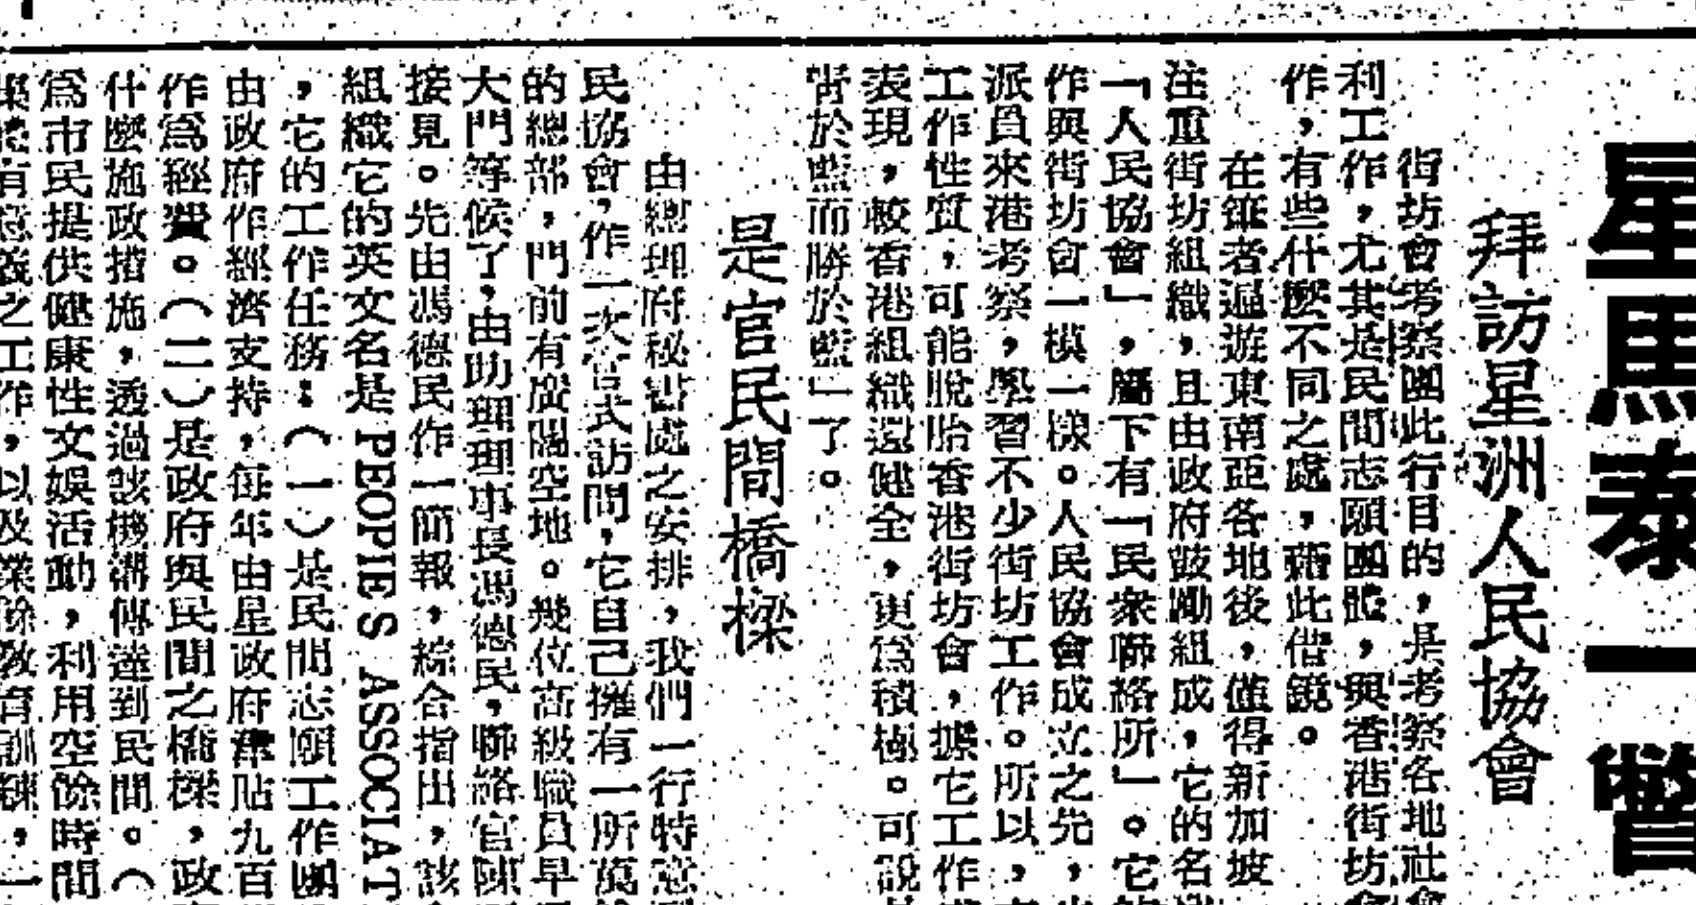 星馬泰一瞥
拜訪星洲人民協會
街坊會考察團此行目的，是考察各地社會
利工作，尤其是民間志願團體，與香港街坊會
作，有些什麼不同之處，藉此借鏡。
在筆者遍遊東南亞各地後，僅得新加坡
注重街坊組織，且由政府鼓勵組成，它的名
「人民協會」，屬下有「民衆聯絡所」。它
作與街坊會一模一樣。人民協會成立之先，
派員來港考察，學習不少街坊工作。所以，
工作性質，可能脫胎香港街坊會，據它工作
表現，較香港組織還健全，更爲積極。可說
靑於藍而勝於藍」了。
是官民間橋樑
由總理府秘書處之安排，我們一行特意
民協會，作一次官式訪問，它自己擁有一所萬
的總部，門前有廣闊空地。幾位高級職員早
大門等候了，由助理理事長馮德民，聯絡官陳
接見。先由馮德民作一簡報，綜合指出，該
組織它的英文名是 PEOPIES ASSOCIAT
，它的工作任務：（一）是民間志願工作團
由政府作經濟支持，每年由星政府津貼九百
作爲經費。（二）是政府與民間之橋樑，政
什麼施政措施，透過該機構傳達到民間。（
爲市民提供健康性文娛活動，利用空餘時間
有意義之工作，以及業餘敎育訓練，一